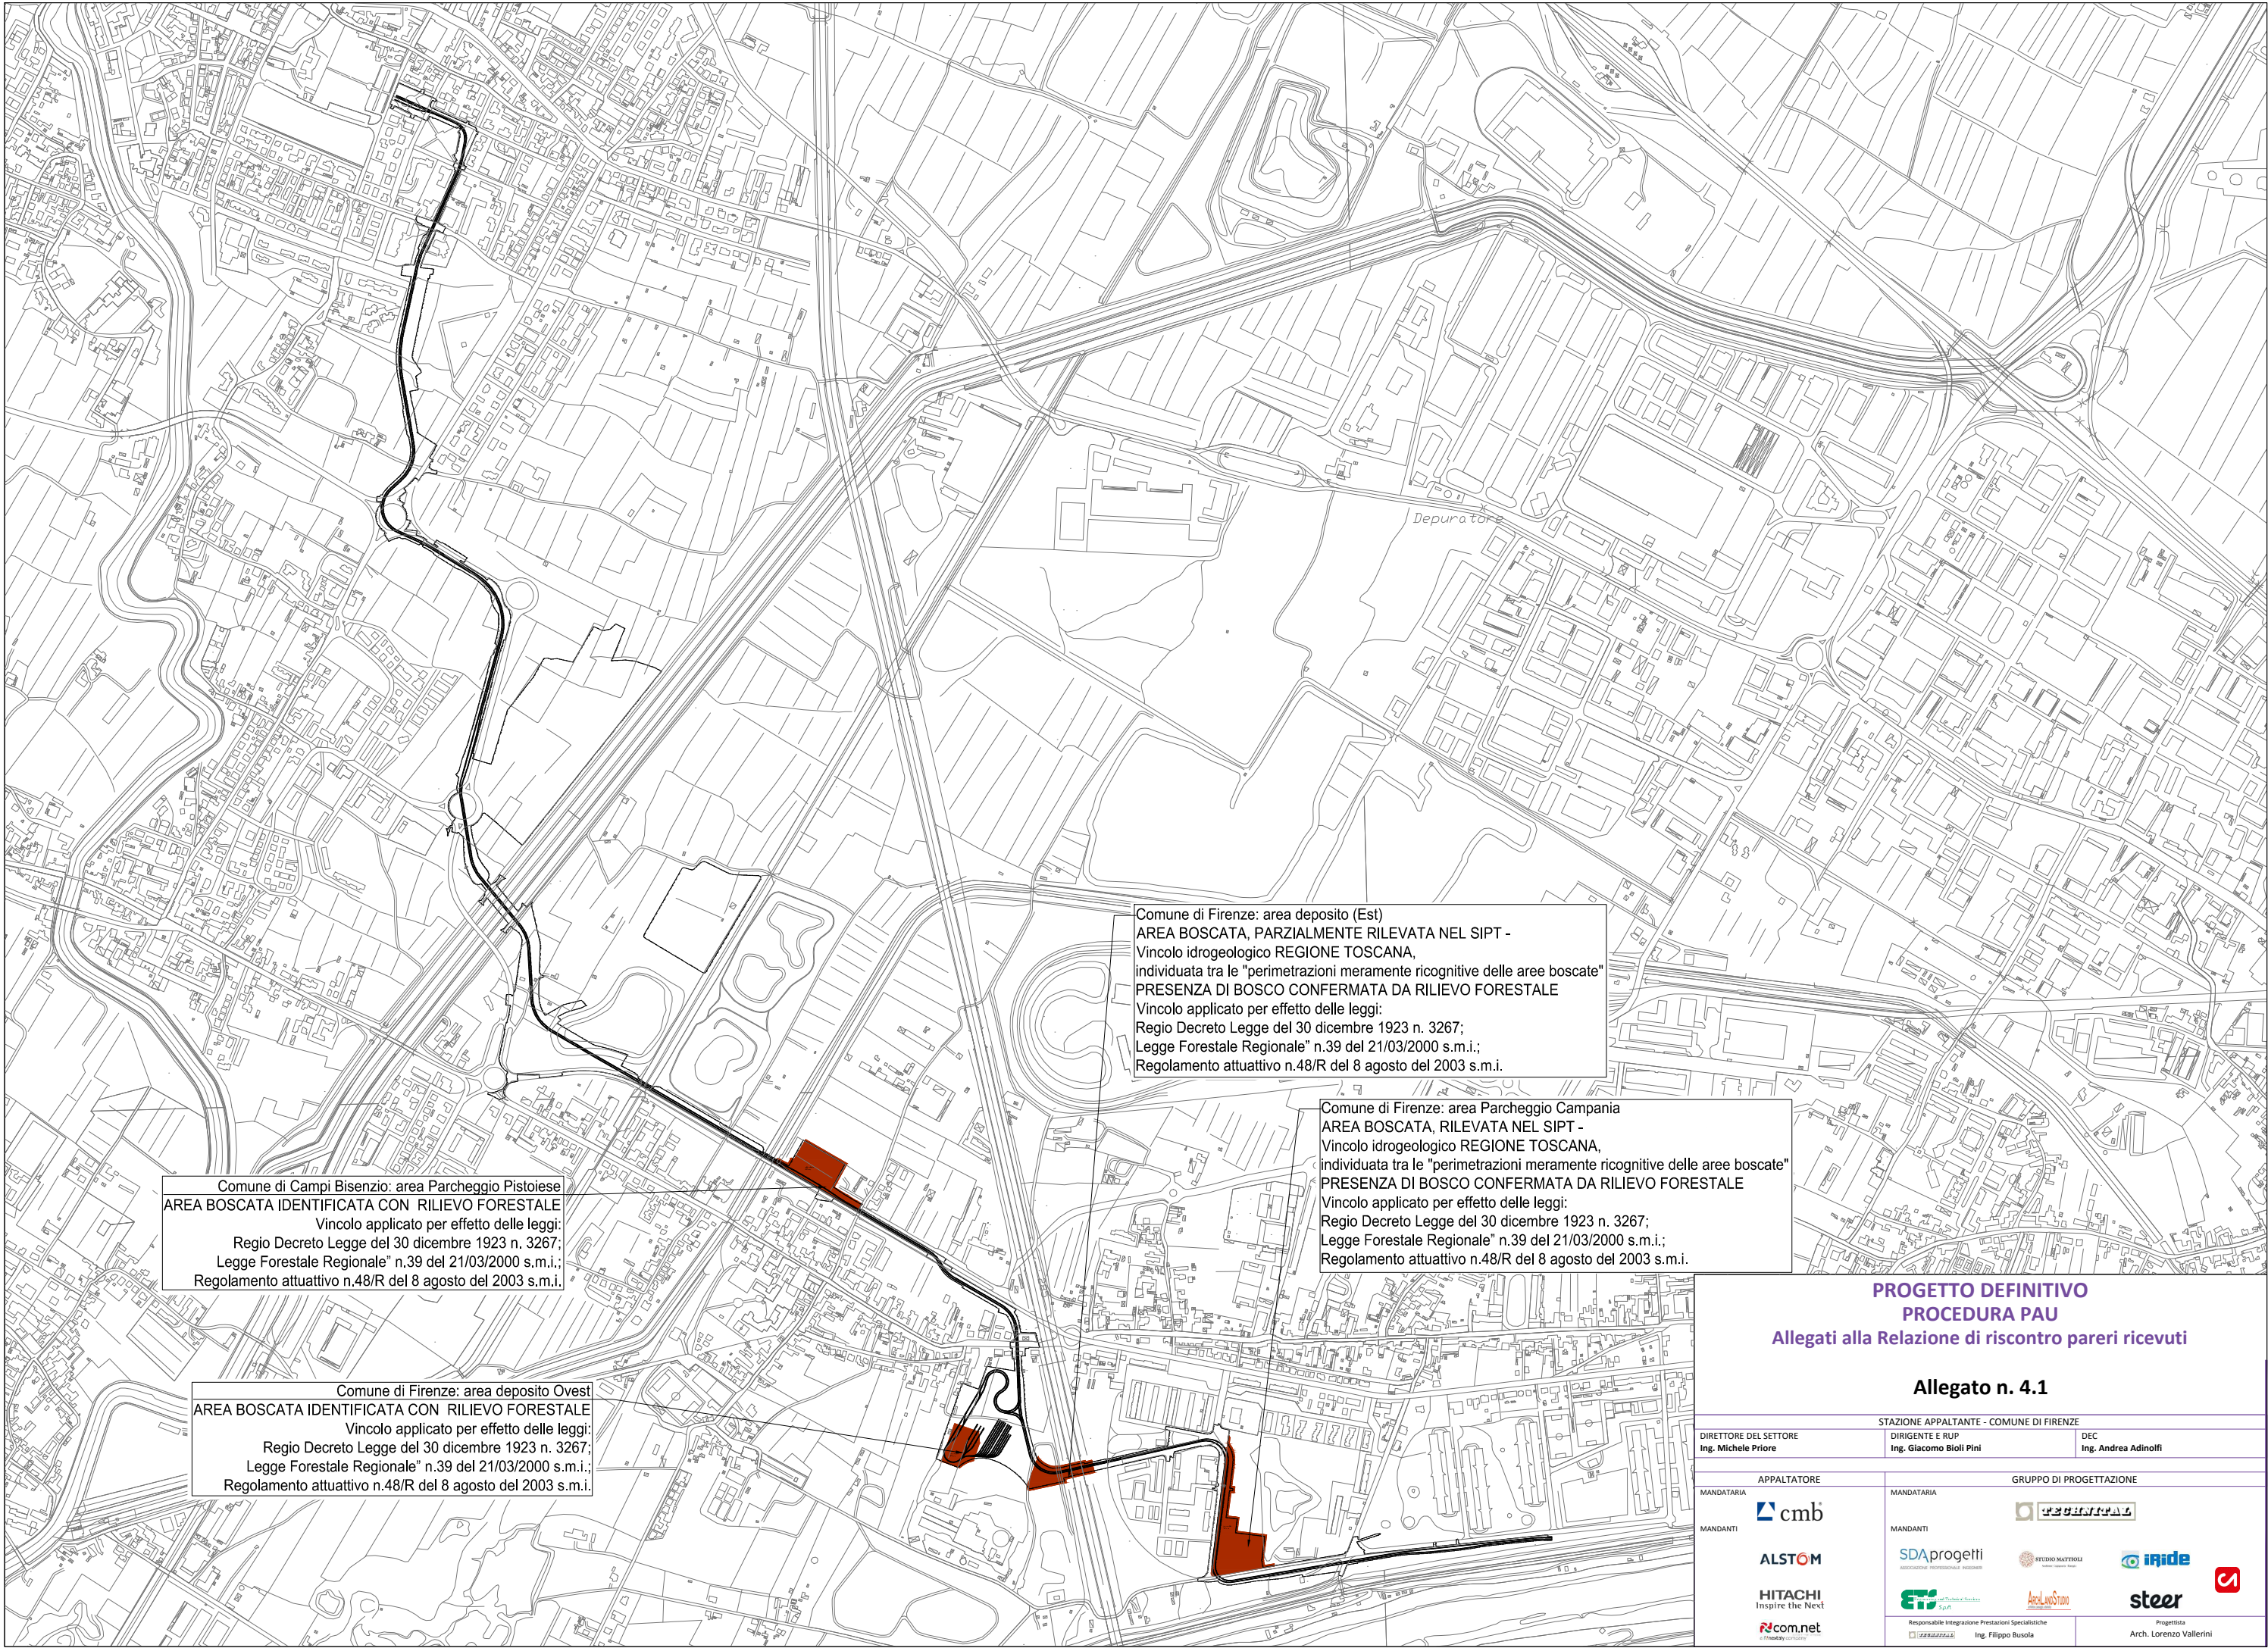 Depuratore
Comune di Firenze: area deposito (Est)
AREA BOSCATA, PARZIALMENTE RILEVATA NEL SIPT -
Vincolo idrogeologico REGIONE TOSCANA,
individuata tra le "perimetrazioni meramente ricognitive delle aree boscate"
PRESENZA DI BOSCO CONFERMATA DA RILIEVO FORESTALE
Vincolo applicato per effetto delle leggi:
Regio Decreto Legge del 30 dicembre 1923 n. 3267;
Legge Forestale Regionale” n.39 del 21/03/2000 s.m.i.;
Regolamento attuattivo n.48/R del 8 agosto del 2003 s.m.i.
Comune di Firenze: area Parcheggio Campania
AREA BOSCATA, RILEVATA NEL SIPT -
Vincolo idrogeologico REGIONE TOSCANA,
individuata tra le "perimetrazioni meramente ricognitive delle aree boscate"
PRESENZA DI BOSCO CONFERMATA DA RILIEVO FORESTALE
Vincolo applicato per effetto delle leggi:
Regio Decreto Legge del 30 dicembre 1923 n. 3267;
Legge Forestale Regionale” n.39 del 21/03/2000 s.m.i.;
Regolamento attuattivo n.48/R del 8 agosto del 2003 s.m.i.
Comune di Campi Bisenzio: area Parcheggio Pistoiese
AREA BOSCATA IDENTIFICATA CON RILIEVO FORESTALE
Vincolo applicato per effetto delle leggi:
Regio Decreto Legge del 30 dicembre 1923 n. 3267;
Legge Forestale Regionale” n.39 del 21/03/2000 s.m.i.;
Regolamento attuattivo n.48/R del 8 agosto del 2003 s.m.i.
Comune di Firenze: area deposito Ovest
AREA BOSCATA IDENTIFICATA CON RILIEVO FORESTALE
Vincolo applicato per effetto delle leggi:
Regio Decreto Legge del 30 dicembre 1923 n. 3267;
Legge Forestale Regionale” n.39 del 21/03/2000 s.m.i.;
Regolamento attuattivo n.48/R del 8 agosto del 2003 s.m.i.
PROGETTO DEFINITIVO
PROCEDURA PAU
Allegati alla Relazione di riscontro pareri ricevuti
Allegato n. 4.1
STAZIONE APPALTANTE - COMUNE DI FIRENZE
DIRETTORE DEL SETTORE
Ing. Michele Priore
DIRIGENTE E RUP
Ing. Giacomo Bioli Pini
DEC
Ing. Andrea Adinolfi
APPALTATORE
GRUPPO DI PROGETTAZIONE
MANDATARIA
cmb
MANDANTI
ALSTOM
HITACHI
Inspire the Next
com.net
MANDATARIA
TECHNITAL
MANDANTI
SDAprogetti
STUDIO MATTIOLI
iRide
ETS
S.p.A.
ARCHLANDSTUDIO
steer
Responsabile Integrazione Prestazioni Specialistiche
TECHNITAL Ing. Filippo Busola
Progettista
Arch. Lorenzo Vallerini